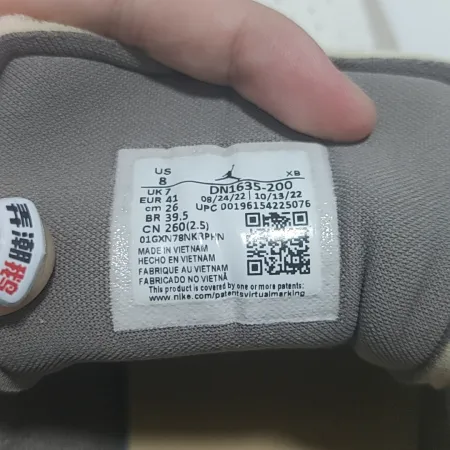 US
8
XB
UK 7
EUR 41
cm 26
BR 39.5
CN 260(2.5)
DN1635-200
08/24/22 | 10/13/22
UPC 00196154225076
01GXN78NK3PHN
MADE IN VIETNAM
HECHO EN VIETNAM
FABRIQUE AU VIETNAM
FABRICADO NO VIETNÃ
This product is covered by one or more patents:
www.nike.com/patentsvirtualmarking
弄潮鹅